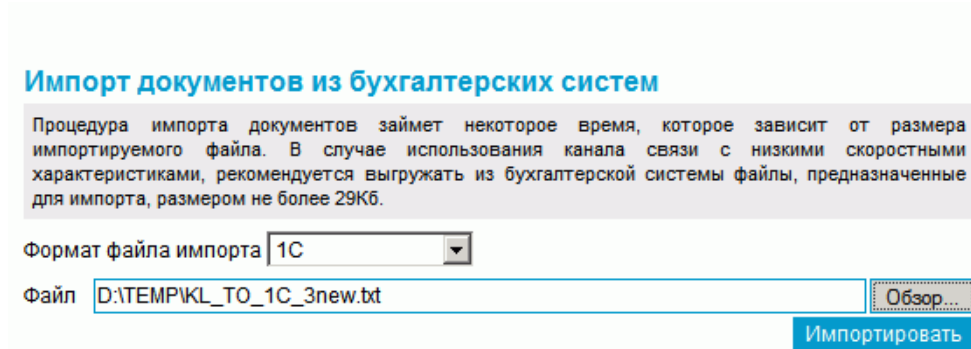 Импорт документов из бухгалтерских систем
Процедура импорта документов займет некоторое время, которое зависит от размера
импортируемого файла. В случае использования канала связи с низкими скоростными
характеристиками, рекомендуется выгружать из бухгалтерской системы файлы, предназначенные
для импорта, размером не более 29Кб.
Формат файла импорта 1С
Файл D:\TEMP\KL_TO_1C_3new.txt Обзор...
Импортировать